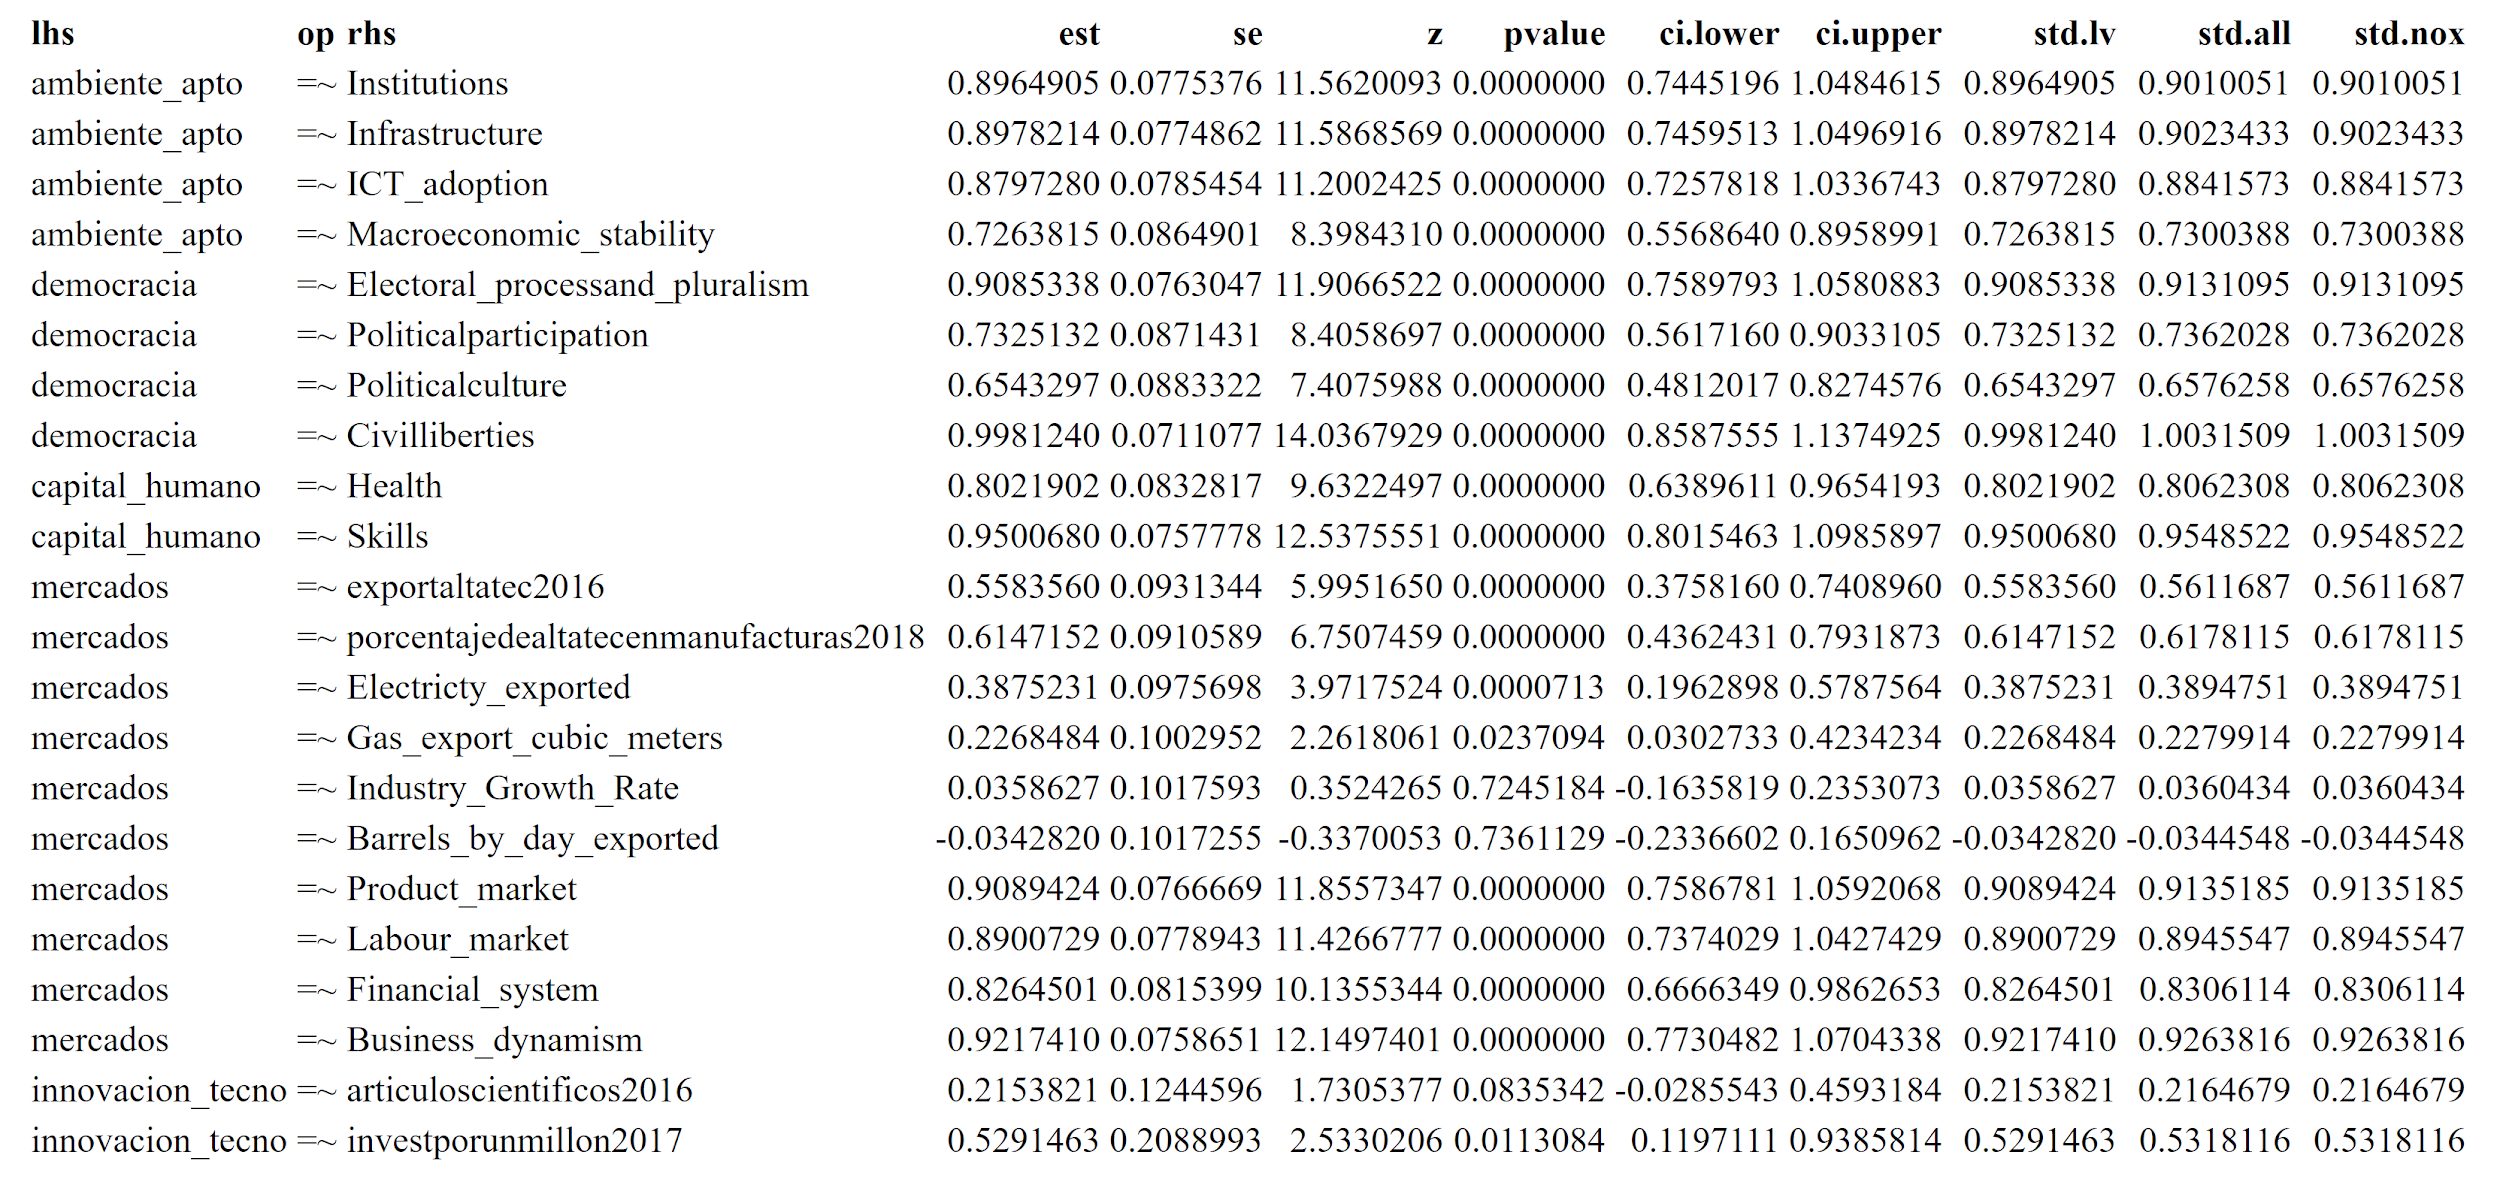 lhs op rhs est se z pvalue ci.lower ci.upper std.lv std.all std.nox
ambiente_apto =~ Institutions 0.8964905 0.0775376 11.5620093 0.0000000 0.7445196 1.0484615 0.8964905 0.9010051 0.9010051
ambiente_apto =~ Infrastructure 0.8978214 0.0774862 11.5868569 0.0000000 0.7459513 1.0496916 0.8978214 0.9023433 0.9023433
ambiente_apto =~ ICT_adoption 0.8797280 0.0785454 11.2002425 0.0000000 0.7257818 1.0336743 0.8797280 0.8841573 0.8841573
ambiente_apto =~ Macroeconomic_stability 0.7263815 0.0864901 8.3984310 0.0000000 0.5568640 0.8958991 0.7263815 0.7300388 0.7300388
democracia =~ Electoral_processand_pluralism 0.9085338 0.0763047 11.9066522 0.0000000 0.7589793 1.0580883 0.9085338 0.9131095 0.9131095
democracia =~ Politicalparticipation 0.7325132 0.0871431 8.4058697 0.0000000 0.5617160 0.9033105 0.7325132 0.7362028 0.7362028
democracia =~ Politicalculture 0.6543297 0.0883322 7.4075988 0.0000000 0.4812017 0.8274576 0.6543297 0.6576258 0.6576258
democracia =~ Civilliberties 0.9981240 0.0711077 14.0367929 0.0000000 0.8587555 1.1374925 0.9981240 1.0031509 1.0031509
capital_humano =~ Health 0.8021902 0.0832817 9.6322497 0.0000000 0.6389611 0.9654193 0.8021902 0.8062308 0.8062308
capital_humano =~ Skills 0.9500680 0.0757778 12.5375551 0.0000000 0.8015463 1.0985897 0.9500680 0.9548522 0.9548522
mercados =~ exportaltatec2016 0.5583560 0.0931344 5.9951650 0.0000000 0.3758160 0.7408960 0.5583560 0.5611687 0.5611687
mercados =~ porcentajedealtatecenmanufacturas2018 0.6147152 0.0910589 6.7507459 0.0000000 0.4362431 0.7931873 0.6147152 0.6178115 0.6178115
mercados =~ Electricty_exported 0.3875231 0.0975698 3.9717524 0.0000713 0.1962898 0.5787564 0.3875231 0.3894751 0.3894751
mercados =~ Gas_export_cubic_meters 0.2268484 0.1002952 2.2618061 0.0237094 0.0302733 0.4234234 0.2268484 0.2279914 0.2279914
mercados =~ Industry_Growth_Rate 0.0358627 0.1017593 0.3524265 0.7245184 -0.1635819 0.2353073 0.0358627 0.0360434 0.0360434
mercados =~ Barrels_by_day_exported -0.0342820 0.1017255 -0.3370053 0.7361129 -0.2336602 0.1650962 -0.0342820 -0.0344548 -0.0344548
mercados =~ Product_market 0.9089424 0.0766669 11.8557347 0.0000000 0.7586781 1.0592068 0.9089424 0.9135185 0.9135185
mercados =~ Labour_market 0.8900729 0.0778943 11.4266777 0.0000000 0.7374029 1.0427429 0.8900729 0.8945547 0.8945547
mercados =~ Financial_system 0.8264501 0.0815399 10.1355344 0.0000000 0.6666349 0.9862653 0.8264501 0.8306114 0.8306114
mercados =~ Business_dynamism 0.9217410 0.0758651 12.1497401 0.0000000 0.7730482 1.0704338 0.9217410 0.9263816 0.9263816
innovacion_tecno =~ articuloscientificos2016 0.2153821 0.1244596 1.7305377 0.0835342 -0.0285543 0.4593184 0.2153821 0.2164679 0.2164679
innovacion_tecno =~ investporunmillon2017 0.5291463 0.2088993 2.5330206 0.0113084 0.1197111 0.9385814 0.5291463 0.5318116 0.5318116